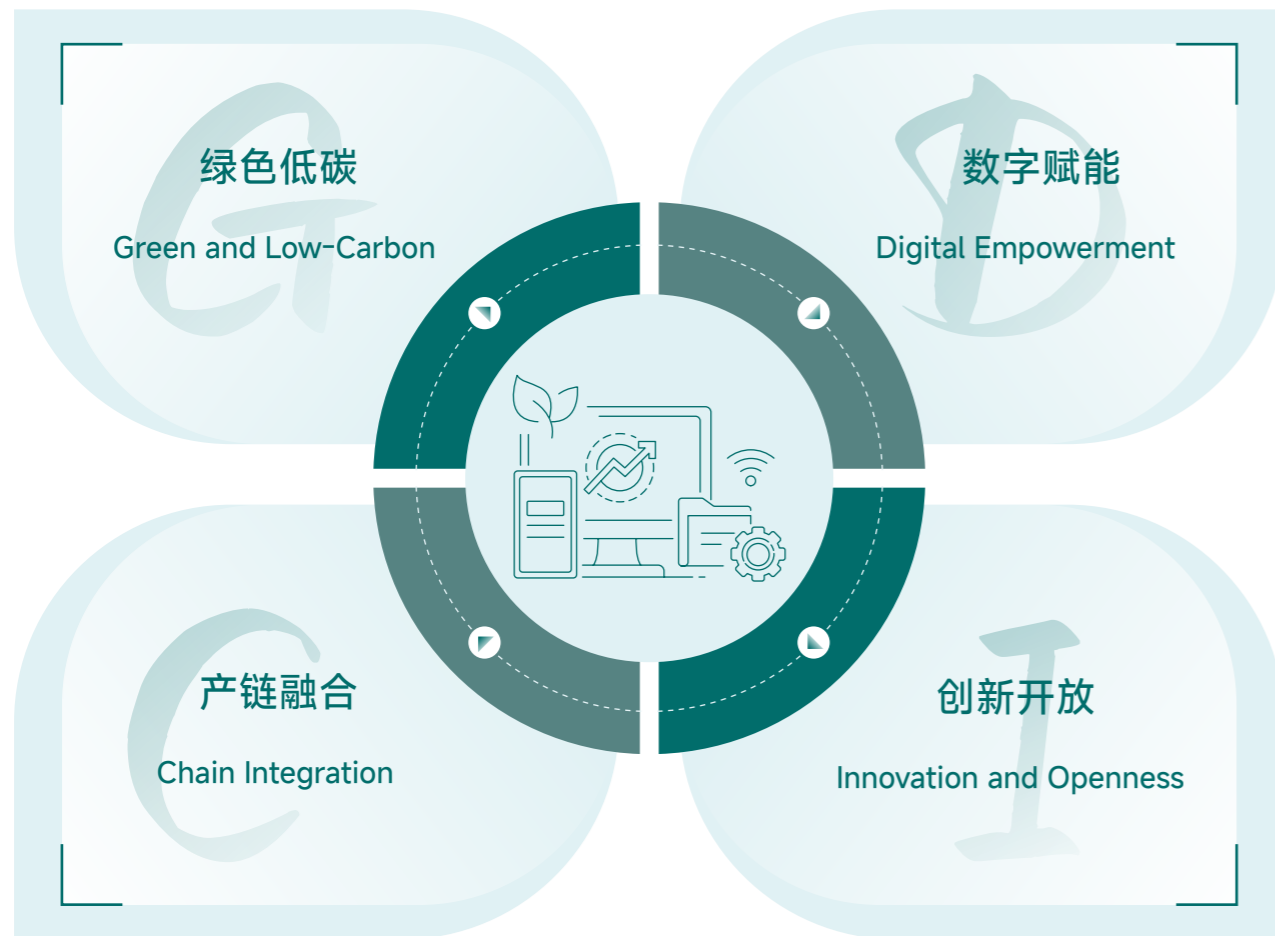 G
绿色低碳
Green and Low-Carbon
D
数字赋能
Digital Empowerment
C
产链融合
Chain Integration
I
创新开放
Innovation and Openness